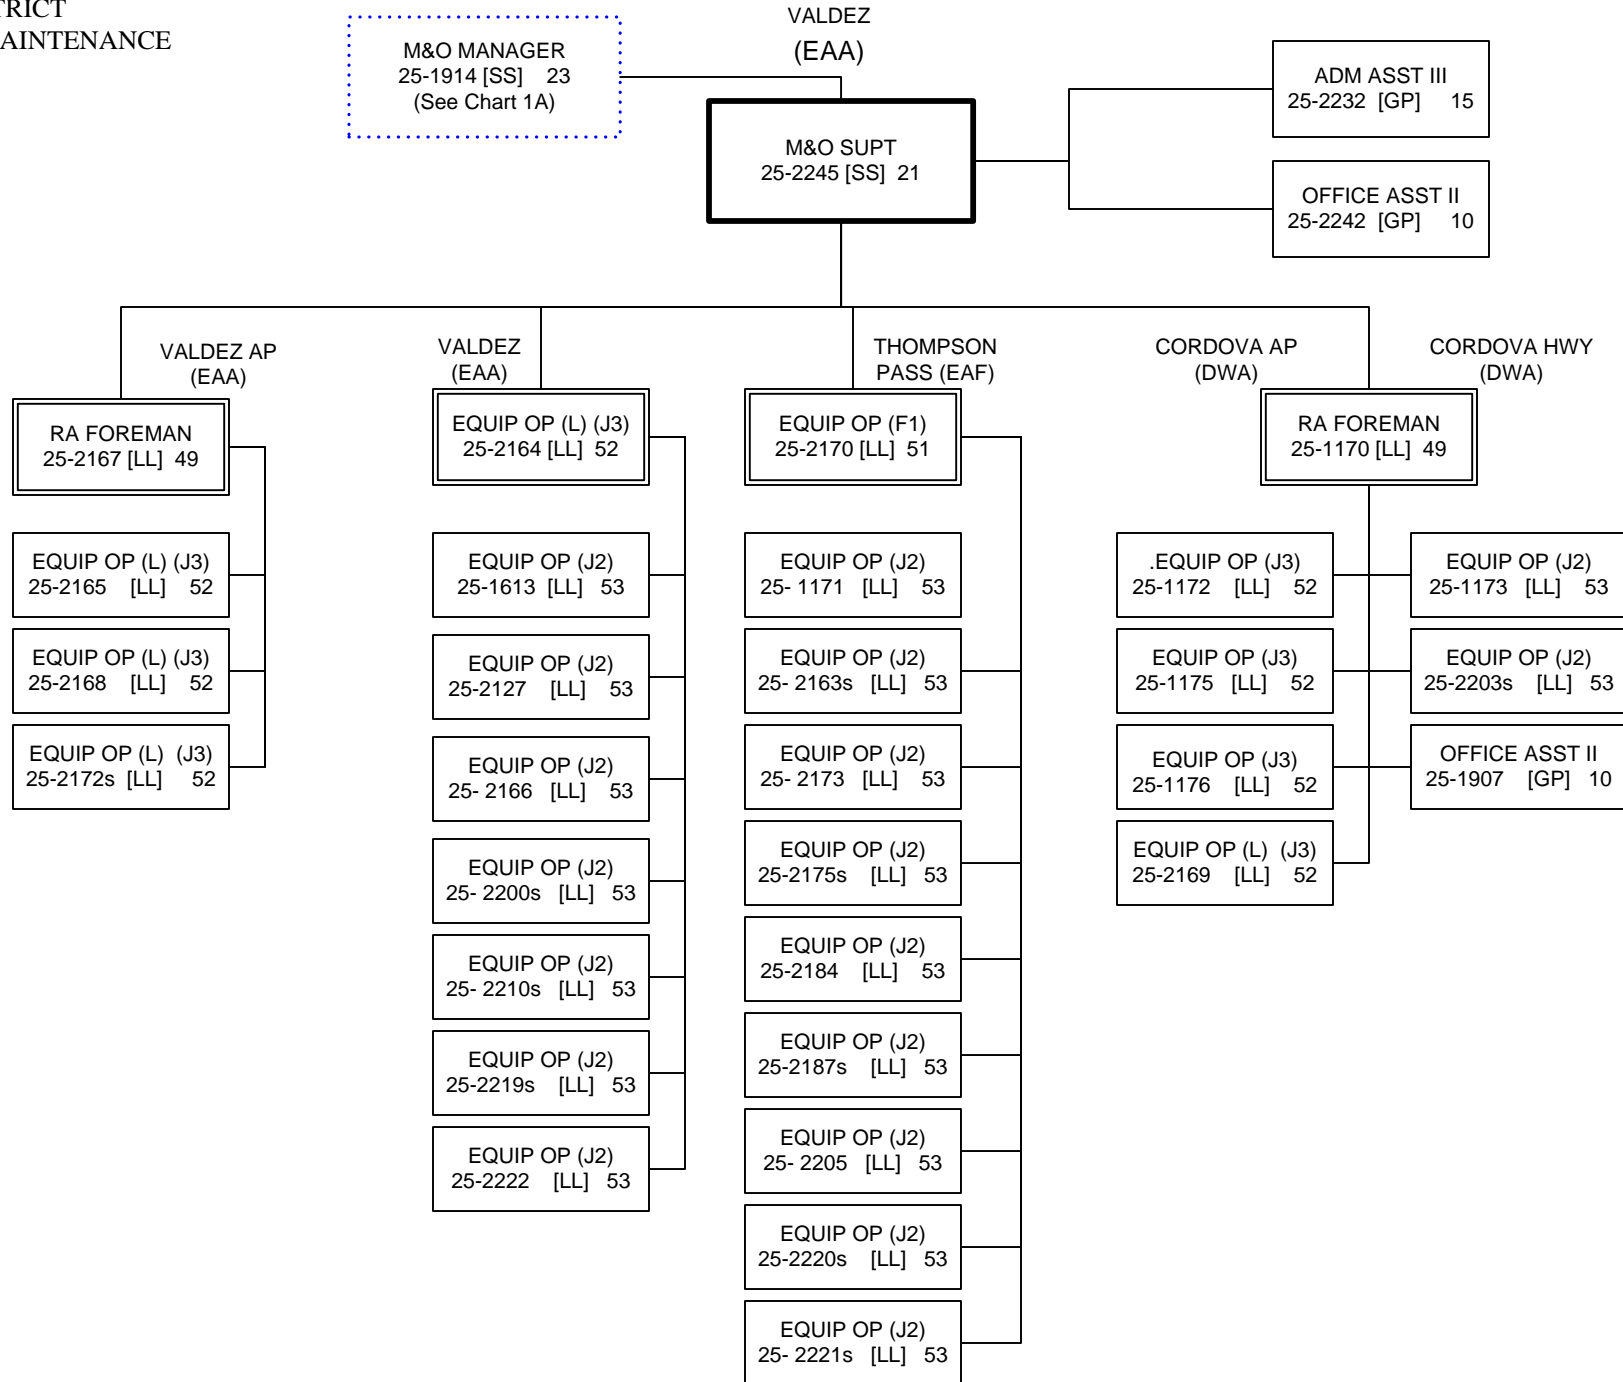 TRICT
AINTENANCE
M&O MANAGER
25-1914 [SS] 23
(See Chart 1A)
VALDEZ
(EAA)
M&O SUPT
25-2245 [SS] 21
ADM ASST III
25-2232 [GP] 15
OFFICE ASST II
25-2242 [GP] 10
VALDEZ AP
(EAA)
RA FOREMAN
25-2167 [LL] 49
EQUIP OP (L) (J3)
25-2165 [LL] 52
EQUIP OP (L) (J3)
25-2168 [LL] 52
EQUIP OP (L) (J3)
25-2172s [LL] 52
VALDEZ
(EAA)
EQUIP OP (L) (J3)
25-2164 [LL] 52
EQUIP OP (J2)
25-1613 [LL] 53
EQUIP OP (J2)
25-2127 [LL] 53
EQUIP OP (J2)
25- 2166 [LL] 53
EQUIP OP (J2)
25- 2200s [LL] 53
EQUIP OP (J2)
25- 2210s [LL] 53
EQUIP OP (J2)
25-2219s [LL] 53
EQUIP OP (J2)
25-2222 [LL] 53
THOMPSON
PASS (EAF)
EQUIP OP (F1)
25-2170 [LL] 51
EQUIP OP (J2)
25- 1171 [LL] 53
EQUIP OP (J2)
25- 2163s [LL] 53
EQUIP OP (J2)
25- 2173 [LL] 53
EQUIP OP (J2)
25-2175s [LL] 53
EQUIP OP (J2)
25-2184 [LL] 53
EQUIP OP (J2)
25-2187s [LL] 53
EQUIP OP (J2)
25- 2205 [LL] 53
EQUIP OP (J2)
25-2220s [LL] 53
EQUIP OP (J2)
25- 2221s [LL] 53
CORDOVA AP
(DWA)
CORDOVA HWY
(DWA)
RA FOREMAN
25-1170 [LL] 49
.EQUIP OP (J3)
25-1172 [LL] 52
EQUIP OP (J3)
25-1175 [LL] 52
EQUIP OP (J3)
25-1176 [LL] 52
EQUIP OP (L) (J3)
25-2169 [LL] 52
EQUIP OP (J2)
25-1173 [LL] 53
EQUIP OP (J2)
25-2203s [LL] 53
OFFICE ASST II
25-1907 [GP] 10